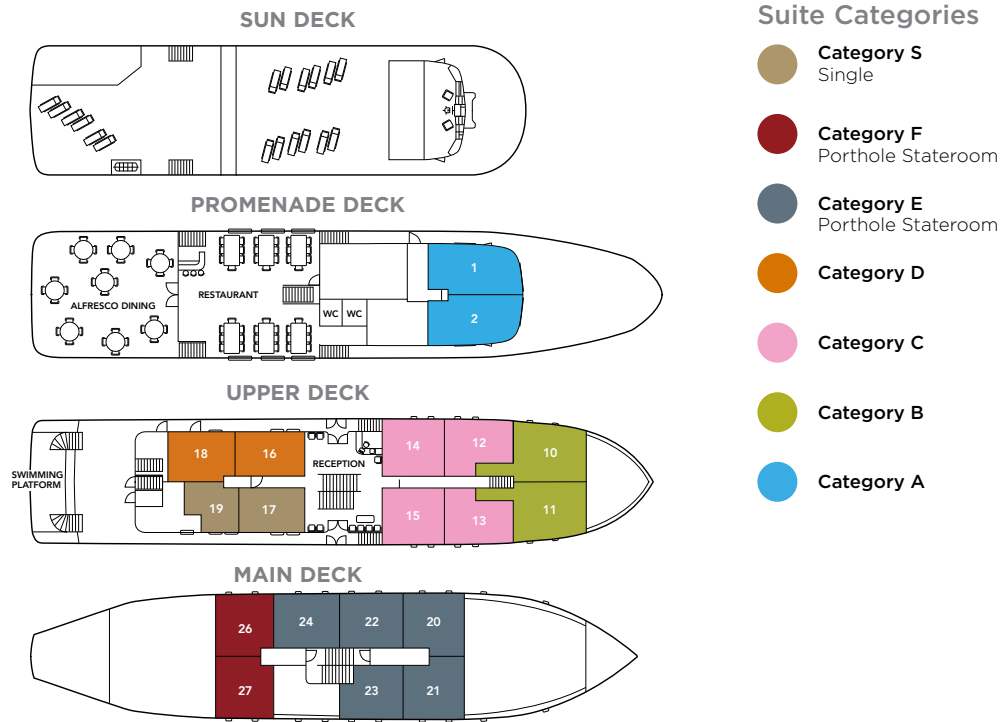 SUN DECK
PROMENADE DECK
1
RESTAURANT
ALFRESCO DINING
WC
WC
2
UPPER DECK
18
16
14
12
10
RECEPTION
SWIMMING
PLATFORM
19
17
15
13
11
MAIN DECK
26
24
22
20
27
23
21
Suite Categories
Category S
Single
Category F
Porthole Stateroom
Category E
Porthole Stateroom
Category D
Category C
Category B
Category A